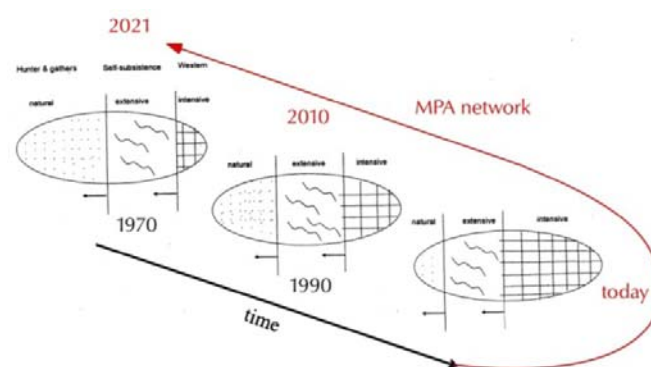 2021
Hunter & gathers Self-subsistence Western
natural extensive intensive
MPA network
2010
natural extensive intensive
1970
natural extensive intensive
1990
today
time